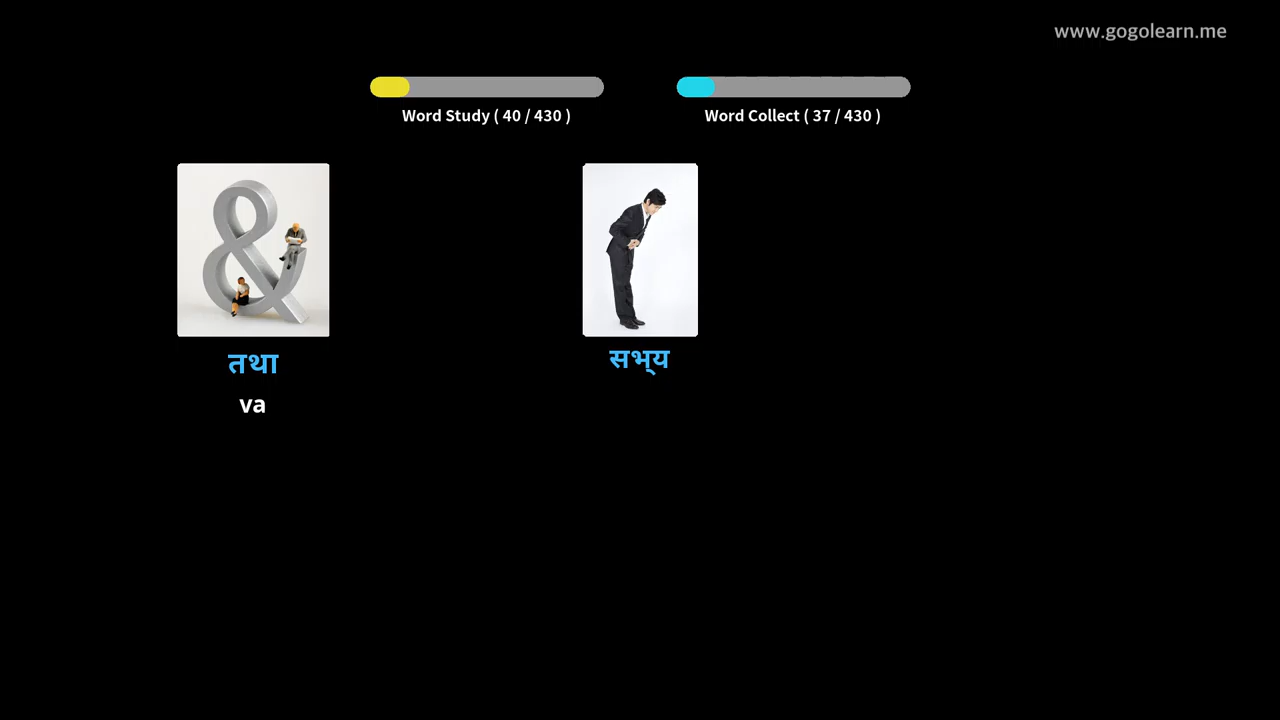 www.gogolearn.me
Word Study ( 40 / 430 )
Word Collect ( 37 / 430 )
&
तथा
va
सभ्य